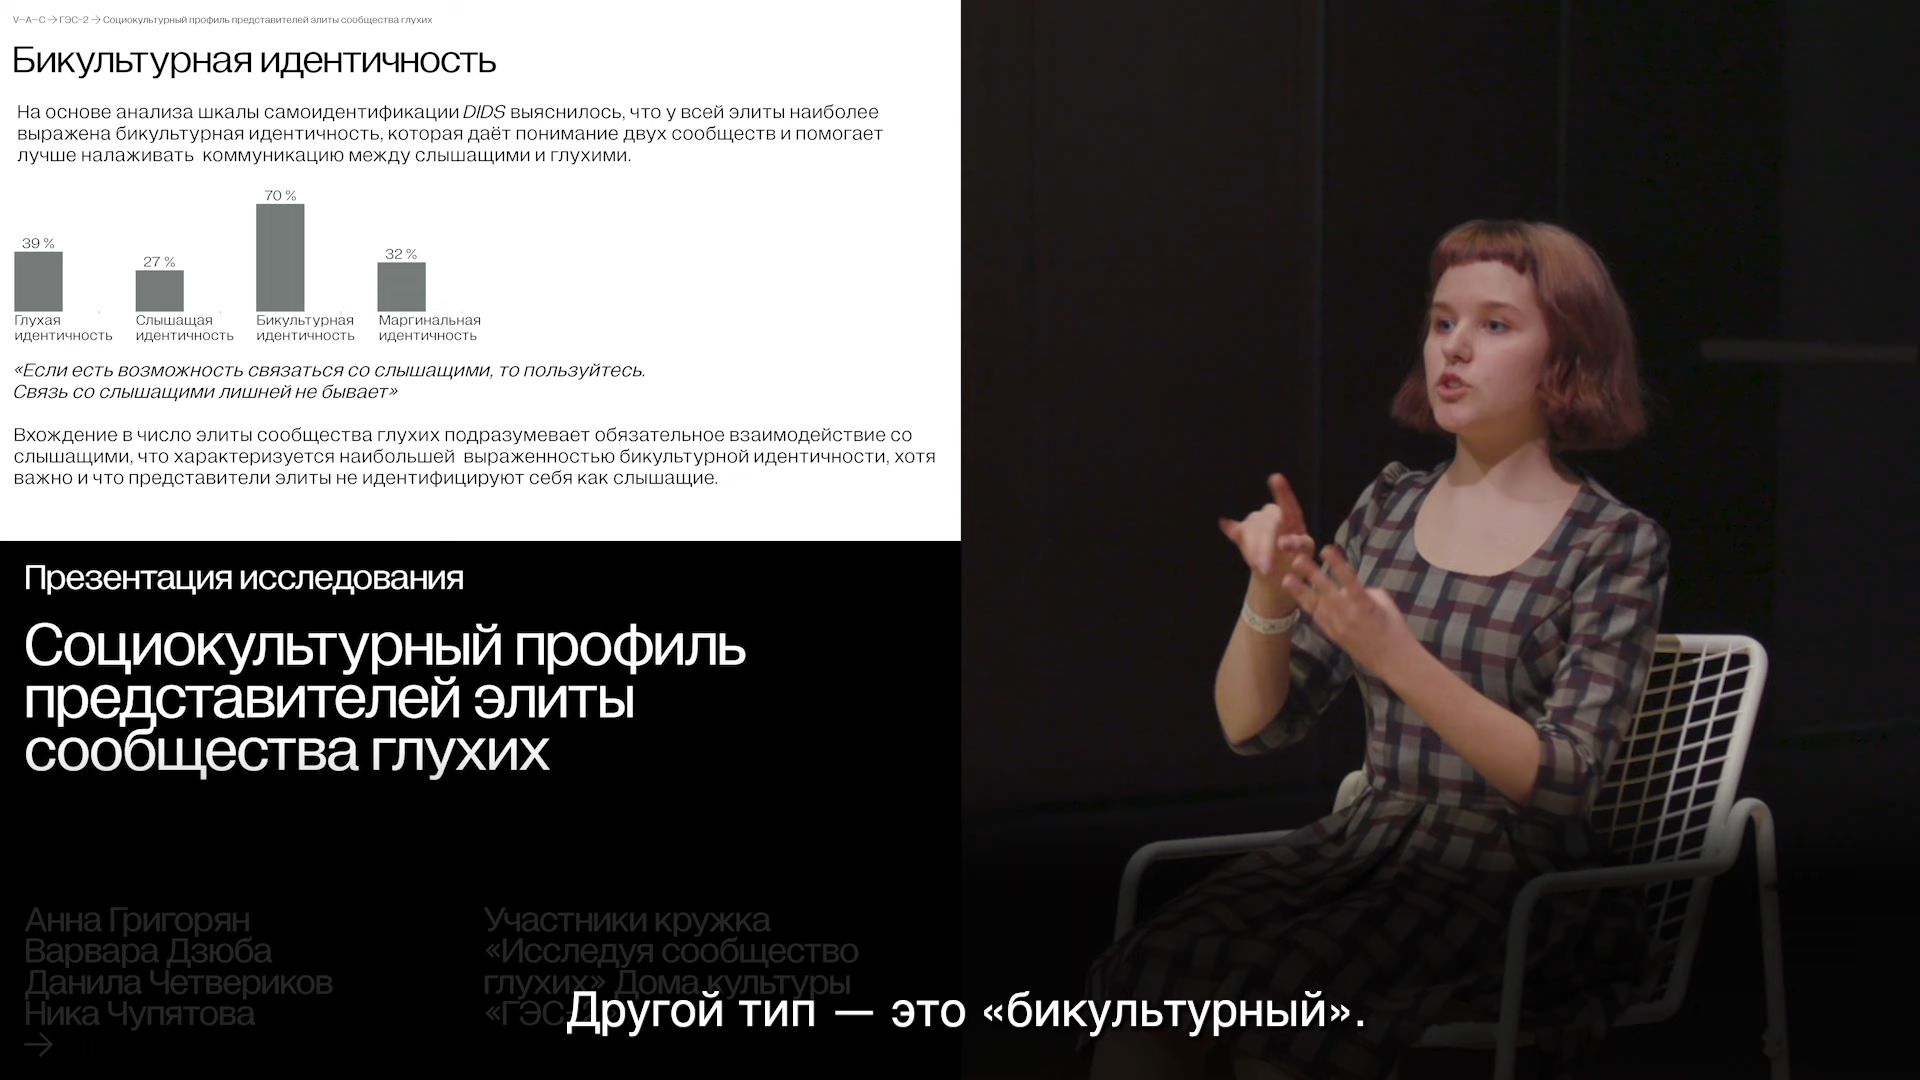 V–A–C → ГЭС–2 → Социокультурный профиль представителей элиты сообщества глухих
Бикультурная идентичность
На основе анализа шкалы самоидентификации DIDS выяснилось, что у всей элиты наиболее
выражена бикультурная идентичность, которая даёт понимание двух сообществ и помогает
лучше налаживать коммуникацию между слышащими и глухими.
39 %
27 %
70 %
32 %
Глухая
идентичность
Слышащая
идентичность
Бикультурная
идентичность
Маргинальная
идентичность
«Если есть возможность связаться со слышащими, то пользуйтесь.
Связь со слышащими лишней не бывает»
Вхождение в число элиты сообщества глухих подразумевает обязательное взаимодействие со
слышащими, что характеризуется наибольшей выраженностью бикультурной идентичности, хотя
важно и что представители элиты не идентифицируют себя как слышащие.
Презентация исследования
Социокультурный профиль
представителей элиты
сообщества глухих
Анна Григорян
Варвара Дзюба
Данила Четвериков
Ника Чупятова
→
Участники кружка
«Исследуя сообщество
глухих» Дома культуры
Другой тип — это «бикультурный».